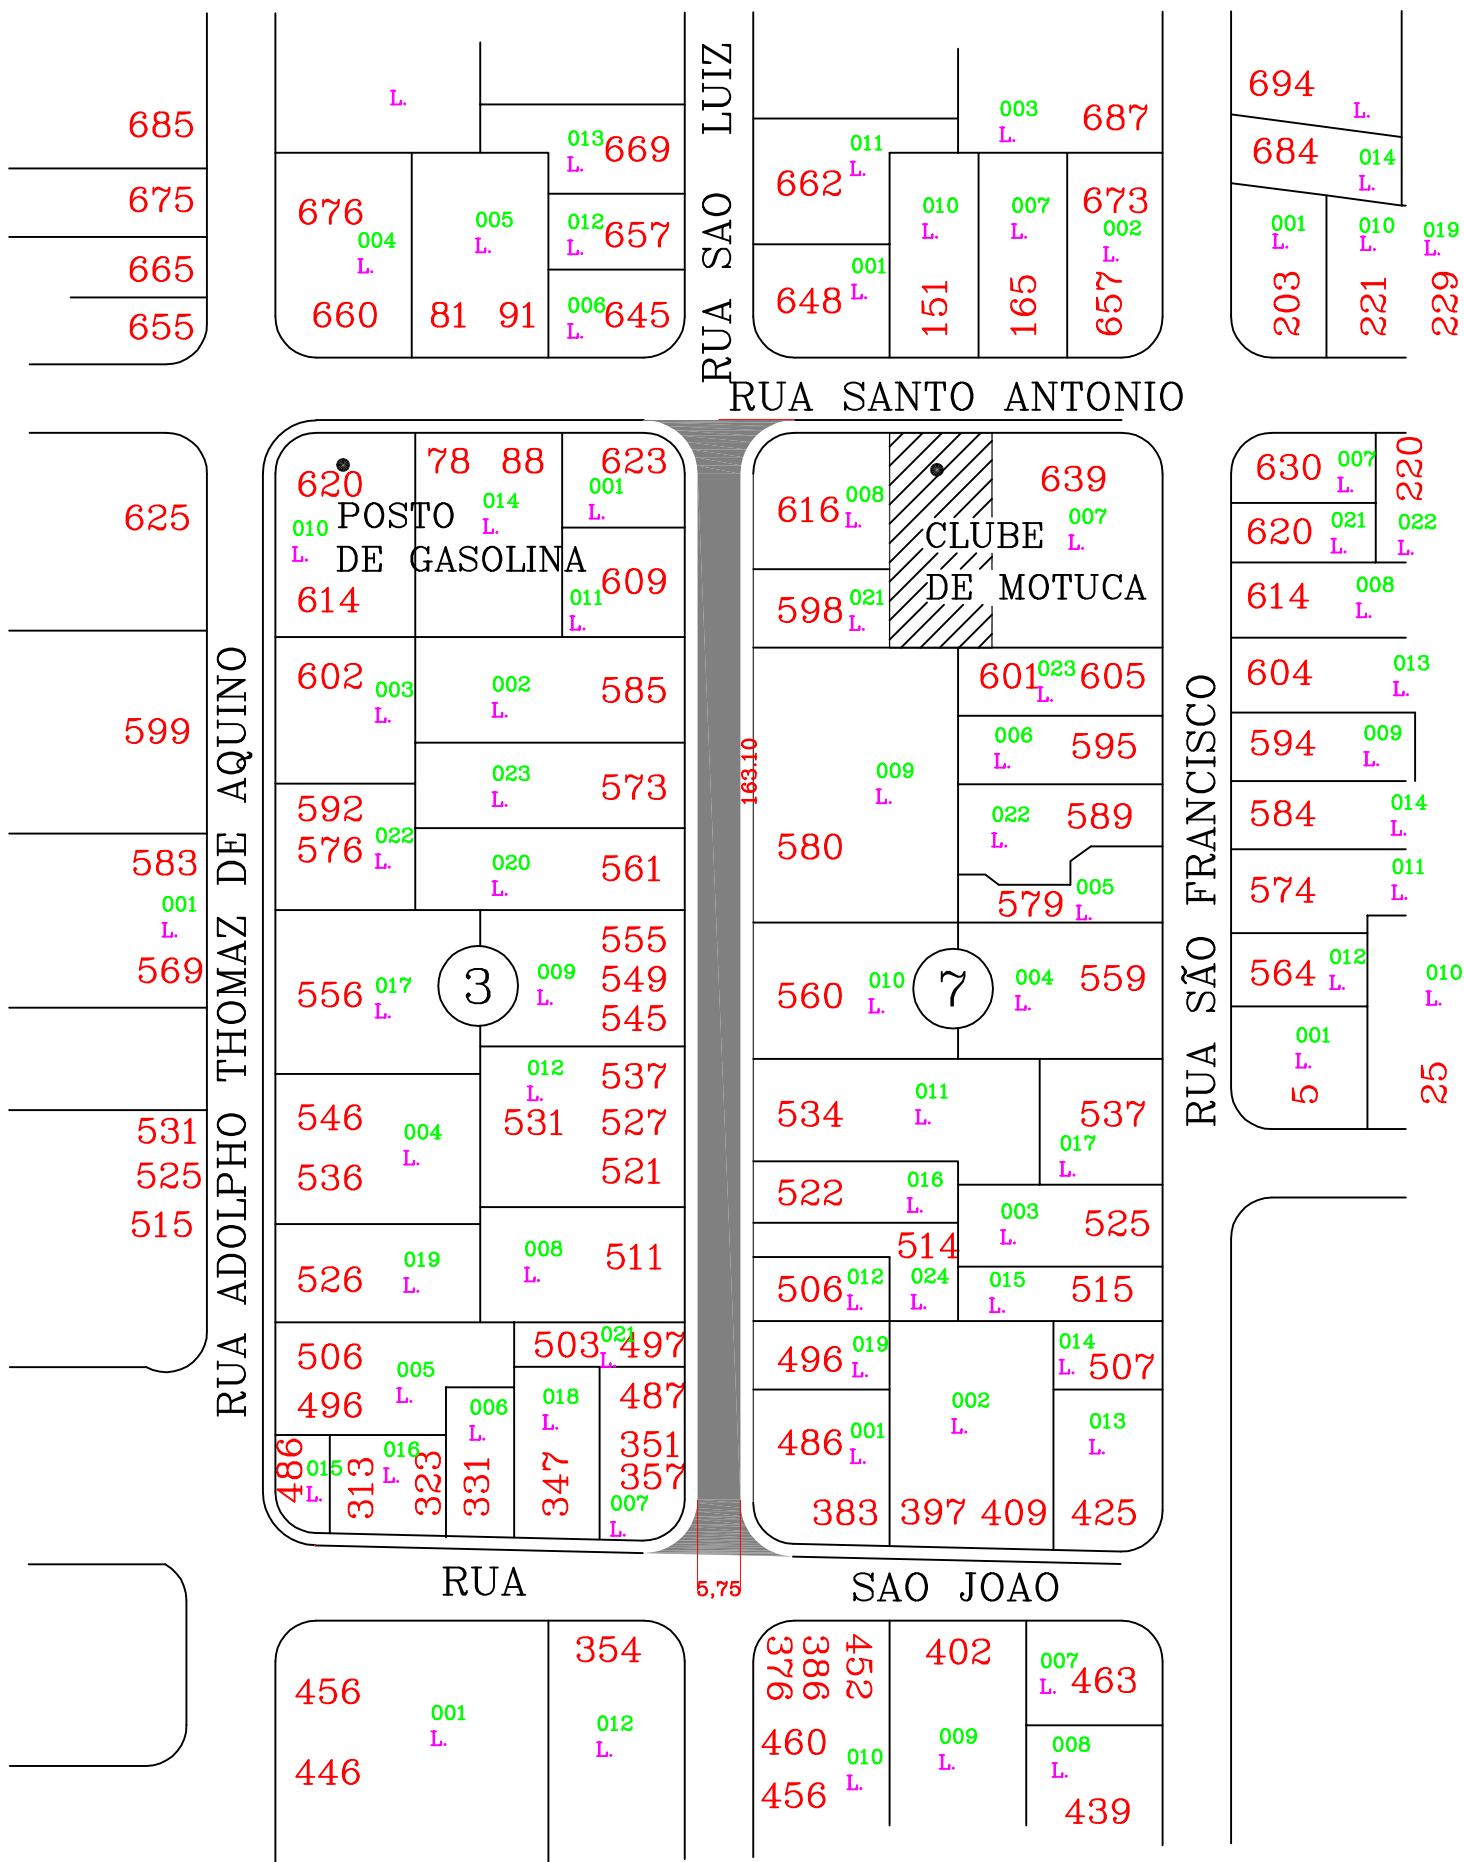 685
675
665
655
L.
013
L.
669
676
004
L.
005
L.
012
L.
657
660
81
91
006
L.
645
RUA SAO LUIZ
011
L.
662
003
L.
687
010
L.
007
L.
673
002
L.
001
L.
648
151
165
657
694
L.
684
014
L.
001
L.
010
L.
019
L.
203
221
229
RUA SANTO ANTONIO
625
599
583
001
L.
569
531
525
515
RUA ADOLPHO THOMAZ DE AQUINO
620
78
88
623
001
L.
014
L.
010
L.
POSTO
DE GASOLINA
614
011
L.
609
602
003
L.
002
L.
585
023
L.
573
592
576
022
L.
020
L.
561
555
549
545
556
017
L.
3
009
L.
012
L.
537
531
527
521
546
004
L.
536
526
019
L.
008
L.
511
503
021
L.
497
506
005
L.
496
006
L.
018
L.
487
351
357
486
015
L.
313
016
L.
323
331
347
007
L.
163.10
5,75
616
008
L.
639
007
L.
CLUBE
DE MOTUCA
598
021
L.
601
023
L.
605
006
L.
595
009
L.
580
022
L.
589
579
005
L.
560
010
L.
7
004
L.
559
534
011
L.
537
017
L.
522
016
L.
003
L.
525
514
506
012
L.
024
L.
015
L.
515
496
019
L.
014
L.
507
002
L.
013
L.
486
001
L.
383
397
409
425
RUA SÃO FRANCISCO
630
007
L.
220
620
021
L.
022
L.
614
008
L.
604
013
L.
594
009
L.
584
014
L.
574
011
L.
564
012
L.
010
L.
001
L.
5
25
RUA SAO JOAO
354
456
001
L.
012
L.
446
376
386
452
402
007
L.
463
460
010
L.
009
L.
008
L.
456
439